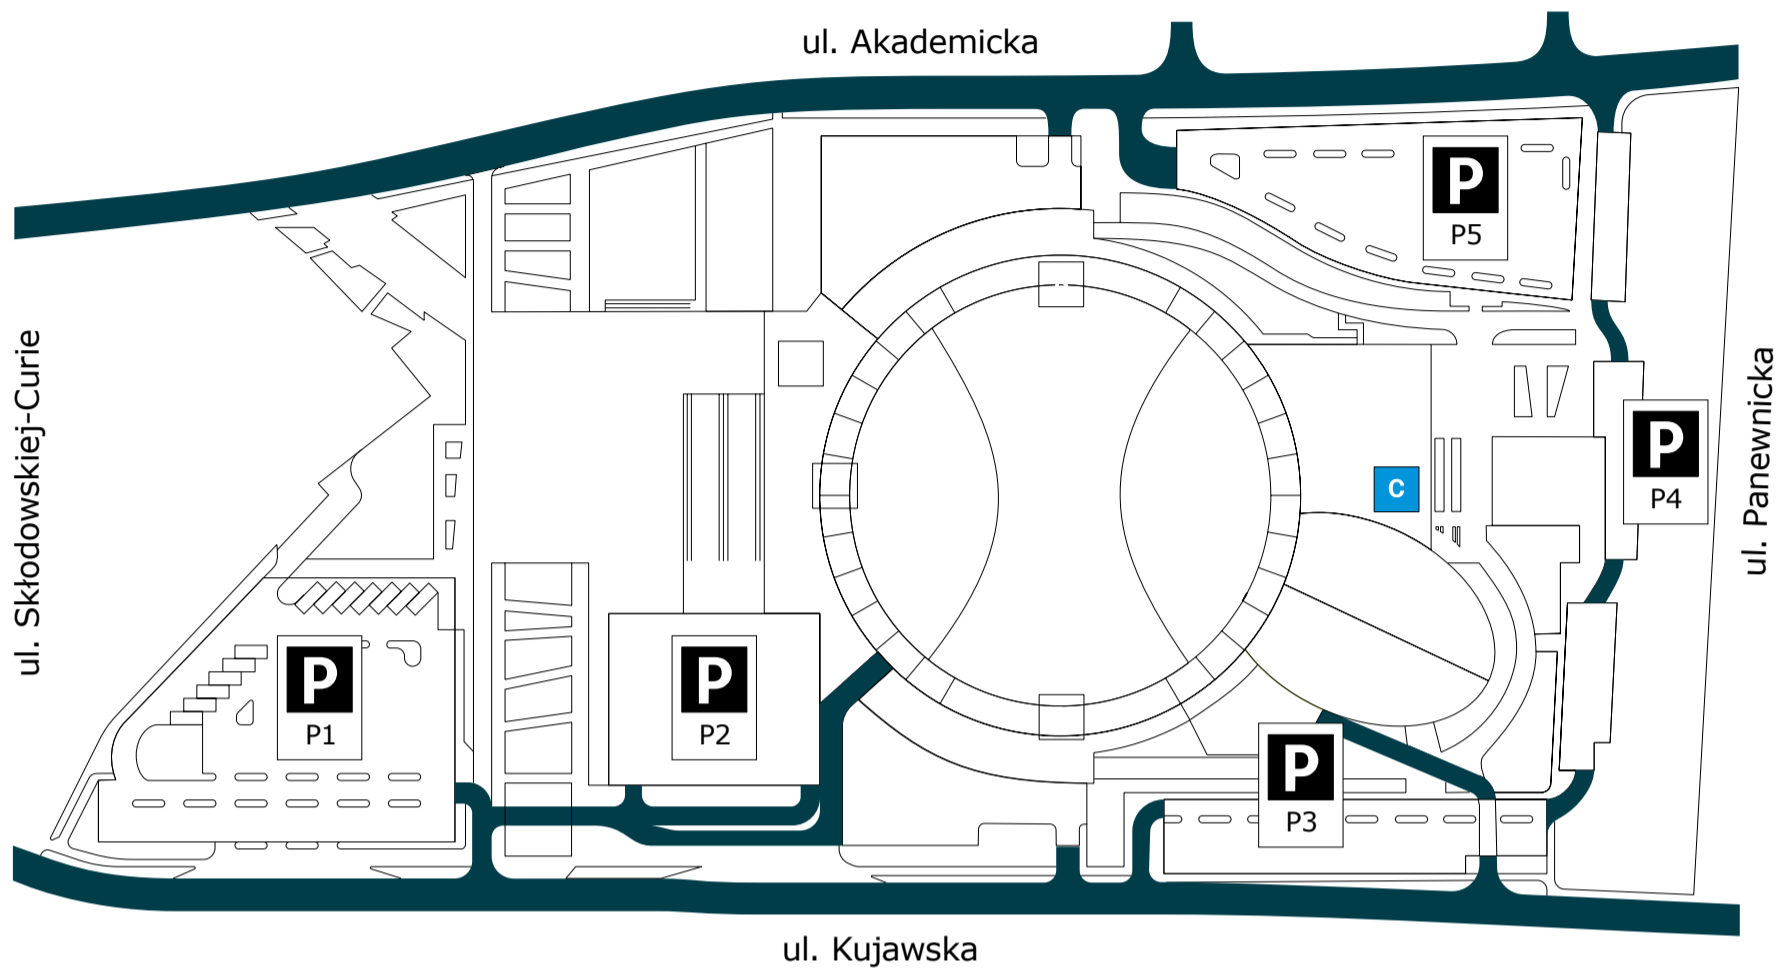 ul. Akademicka
P
P5
ul. Skłodowskiej-Curie
ul. Panewnicka
P
P4
C
P
P1
P
P2
P
P3
ul. Kujawska